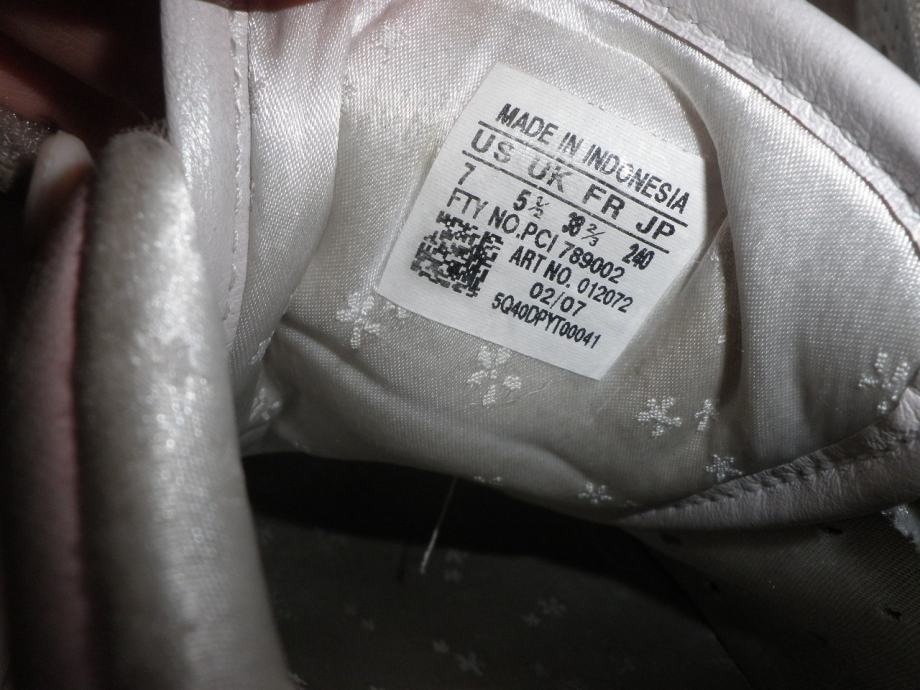 MADE IN INDONESIA
US UK FR JP
7 5½ 38⅔ 240
FTY NO.PCI 789002
ART NO. 012072
02/07
5Q40DPYT00041